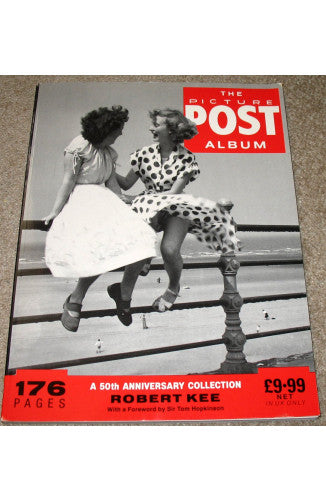 THE
PICTURE
POST
ALBUM
176
PAGES
A 50th ANNIVERSARY COLLECTION
ROBERT KEE
With a Foreword by Sir Tom Hopkinson
£9·99
NET
IN UK ONLY